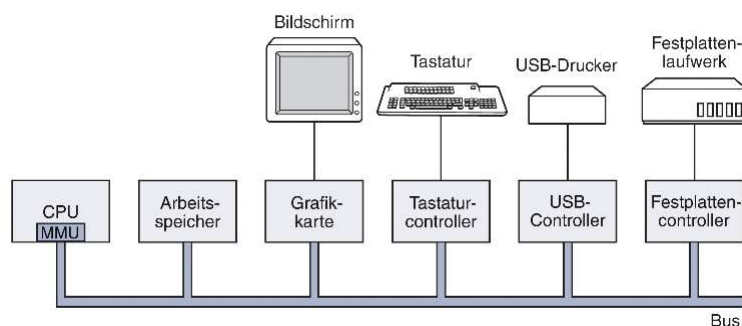 Bildschirm
Tastatur
USB-Drucker
Festplatten-
laufwerk
CPU
MMU
Arbeits-
speicher
Grafik-
karte
Tastatur-
controller
USB-
Controller
Festplatten-
controller
Bus